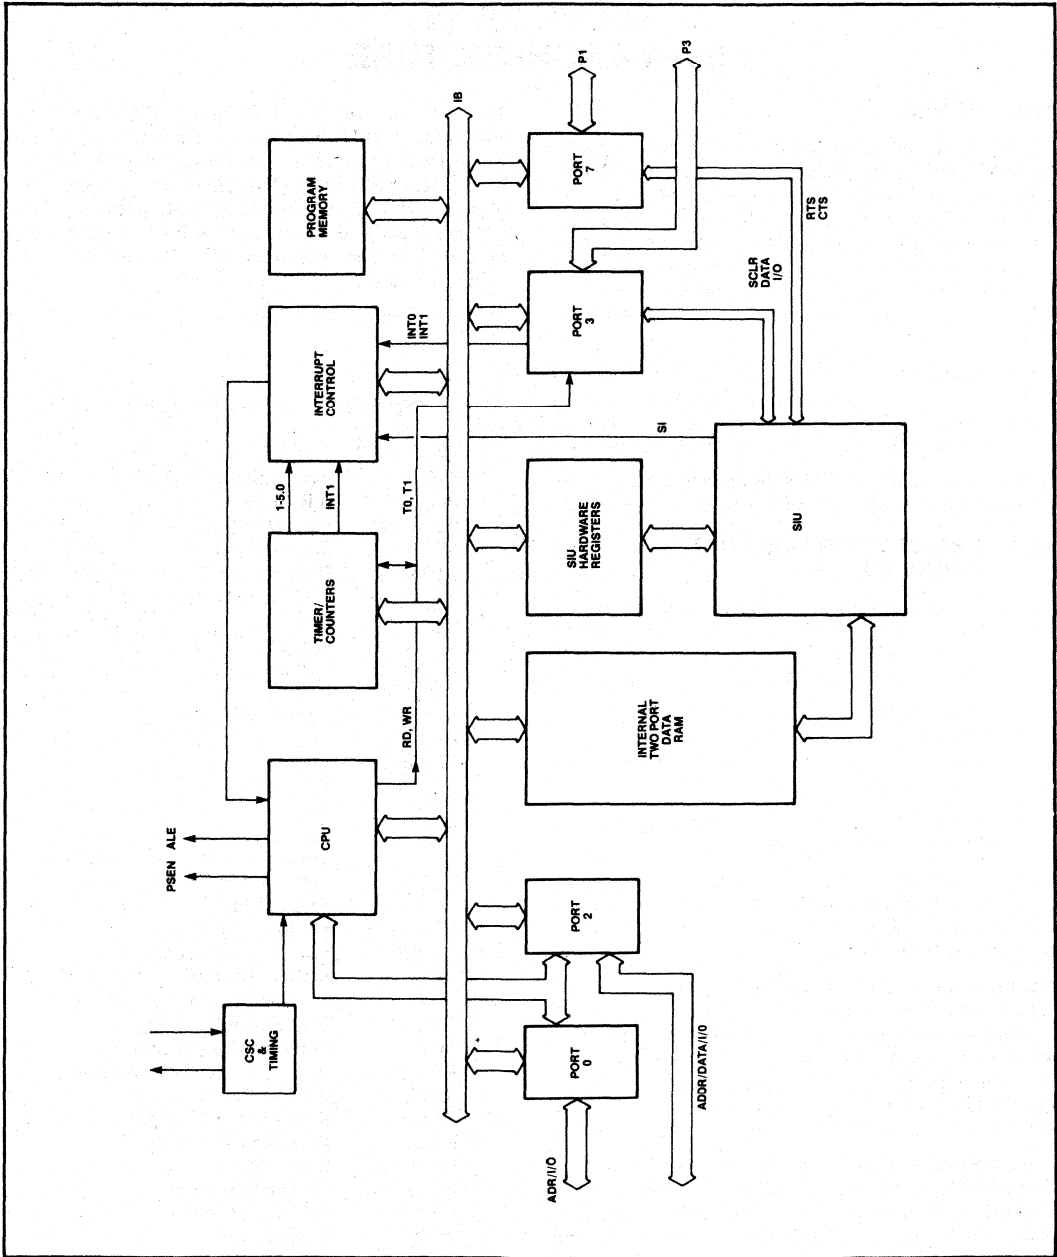 CSC
&
TIMING
PSEN
ALE
CPU
RD, WR
TIMER/
COUNTERS
1-5.0
INT1
T0, T1
INTERRUPT
CONTROL
INT0
INT1
PROGRAM
MEMORY
IB
ADR/I/O
PORT
0
+
PORT
2
ADDR/DATA/I/0
INTERNAL
TWO PORT
DATA
RAM
SIU
HARDWARE
REGISTERS
SI
SIU
PORT
3
SCLR
DATA
I/O
PORT
7
RTS
CTS
P1
P3